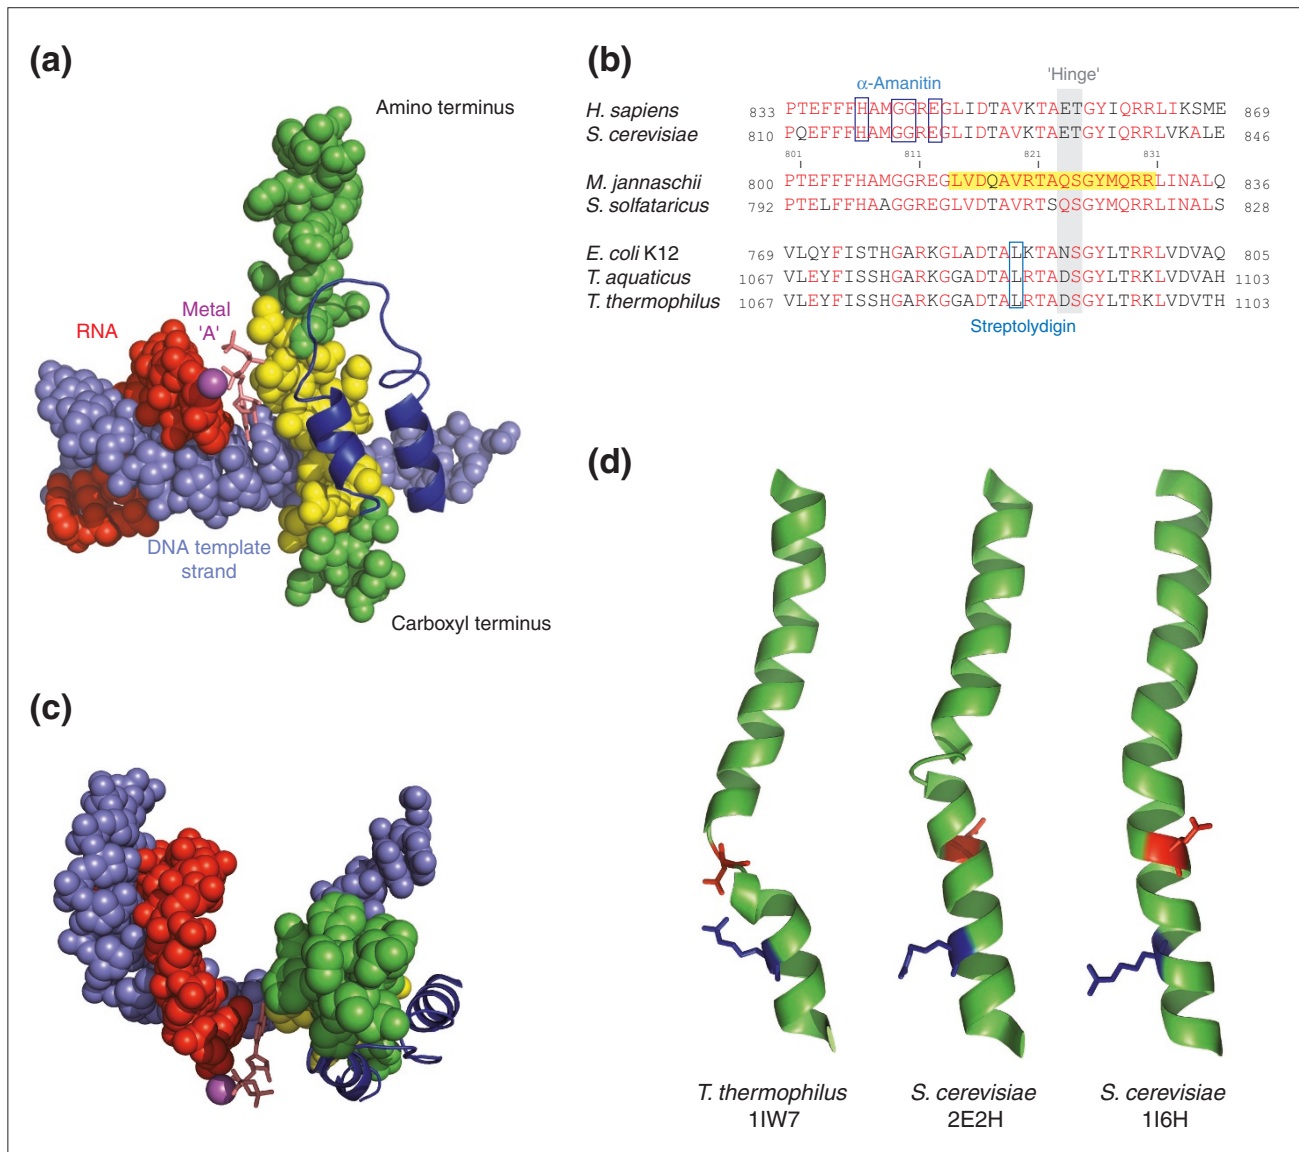 (a)
Amino terminus
Metal
'A'
RNA
DNA template
strand
Carboxyl terminus
(b)
'Hinge'
α-Amanitin
H. sapiens 833 PTEFFFHAMGGREGLIDTAVKTAETGYIQRRLIKSME 869
S. cerevisiae 810 PQEFFFHAMGGREGLIDTAVKTAETGYIQRRLVKALE 846
801 811 821 831
M. jannaschii 800 PTEFFFHAMGGREGLVDQAVRTAQSGYMQRRLINALQ 836
S. solfataricus 792 PTELFFHAAGGREGLVDTAVRTSQSGYMQRRLINALS 828
E. coli K12 769 VLQYFISTHGARKGLADTALKTANSGYLTRRLVDVAQ 805
T. aquaticus 1067 VLEYFISSHGARKGGADTALRTADSGYLTRKLVDVAH 1103
T. thermophilus 1067 VLEYFISSHGARKGGADTALRTADSGYLTRKLVDVTH 1103
Streptolydigin
(c)
(d)
T. thermophilus
1IW7
S. cerevisiae
2E2H
S. cerevisiae
1I6H